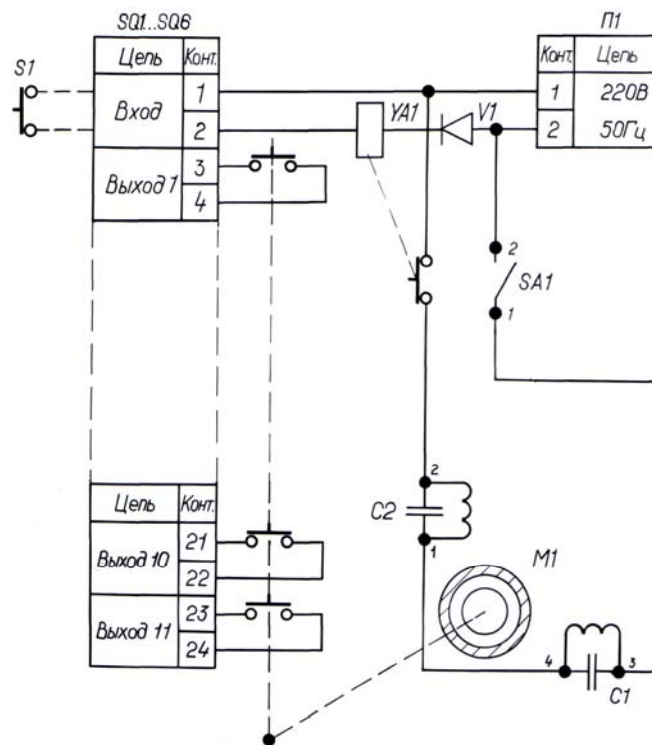 SQ1...SQ6
П1
S1
Цепь Конт.
Вход 1
2
Выход 1 3
4
Конт. Цепь
1 220В
2 50Гц
YA1
V1
2
SA1
1
2
C2
1
M1
4
3
C1
Цепь Конт.
Выход 10 21
22
Выход 11 23
24